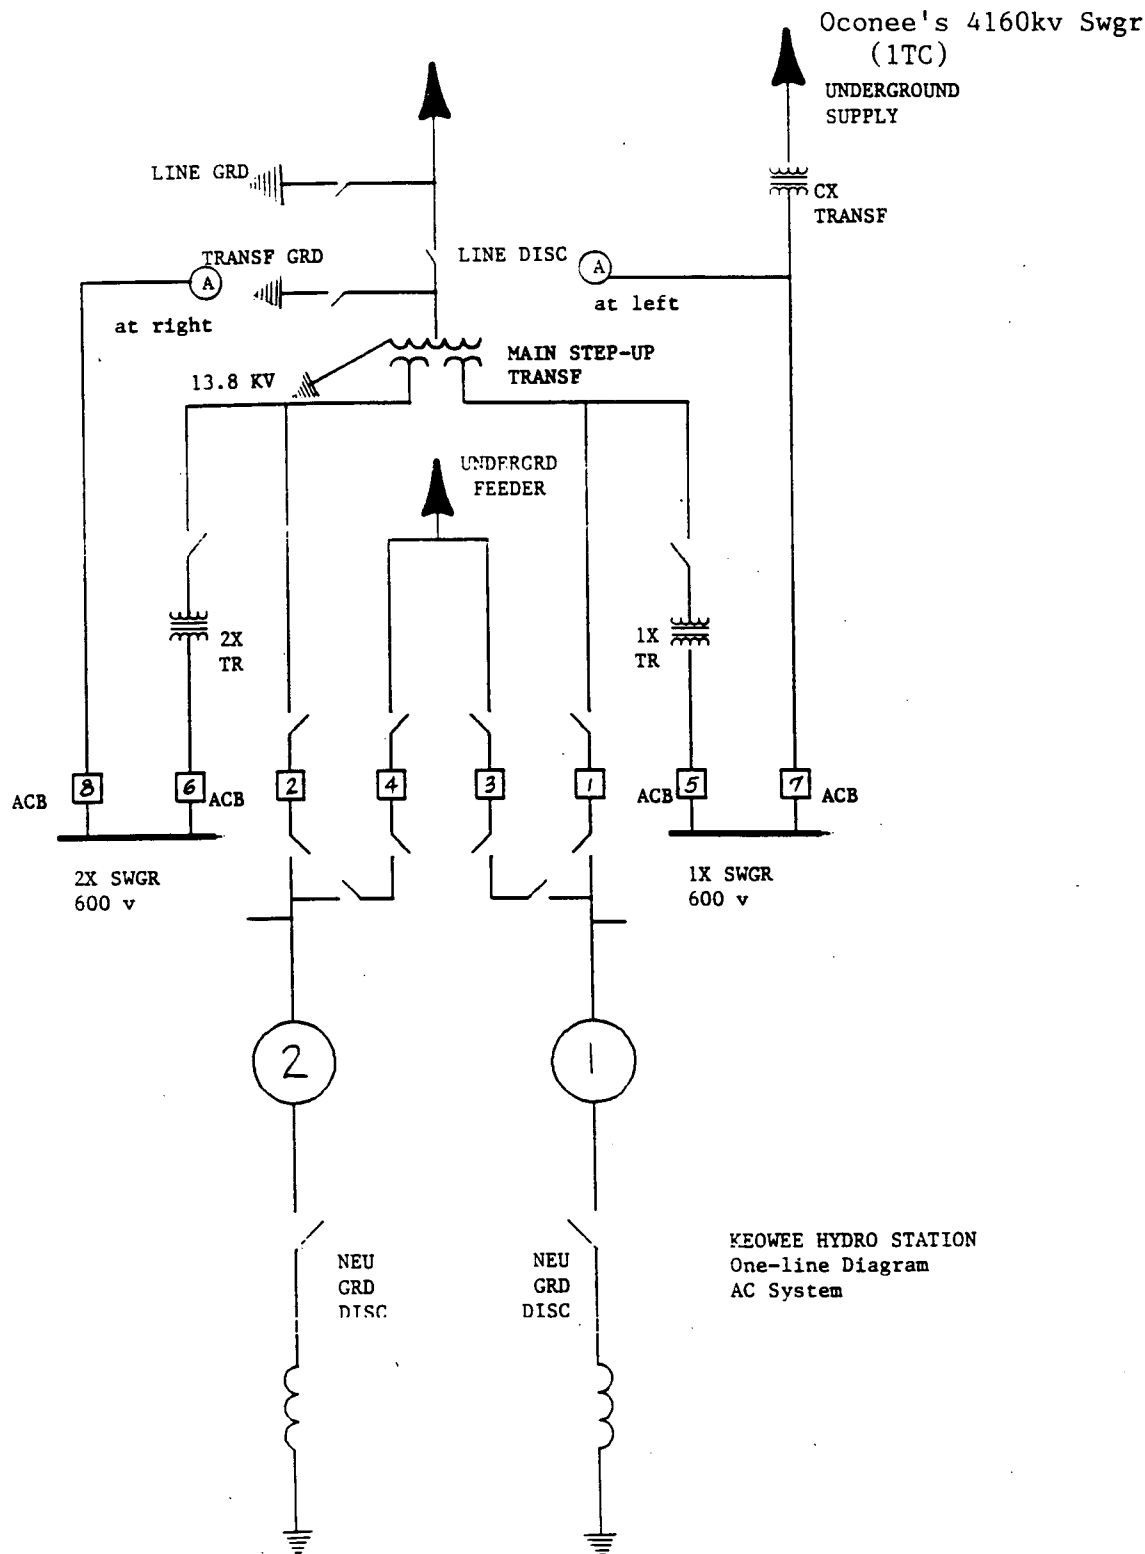 Oconee's 4160kv Swgr
(1TC)
UNDERGROUND
SUPPLY
LINE GRD
CX
TRANSF
TRANSF GRD
LINE DISC
A
A
at right
at left
MAIN STEP-UP
TRANSF
13.8 KV
UNDERGRD
FEEDER
2X
TR
1X
TR
8
6
2
4
3
1
5
7
ACB
ACB
ACB
ACB
2X SWGR
600 v
1X SWGR
600 v
2
1
NEU
GRD
DISC
NEU
GRD
DISC
KEOWEE HYDRO STATION
One-line Diagram
AC System